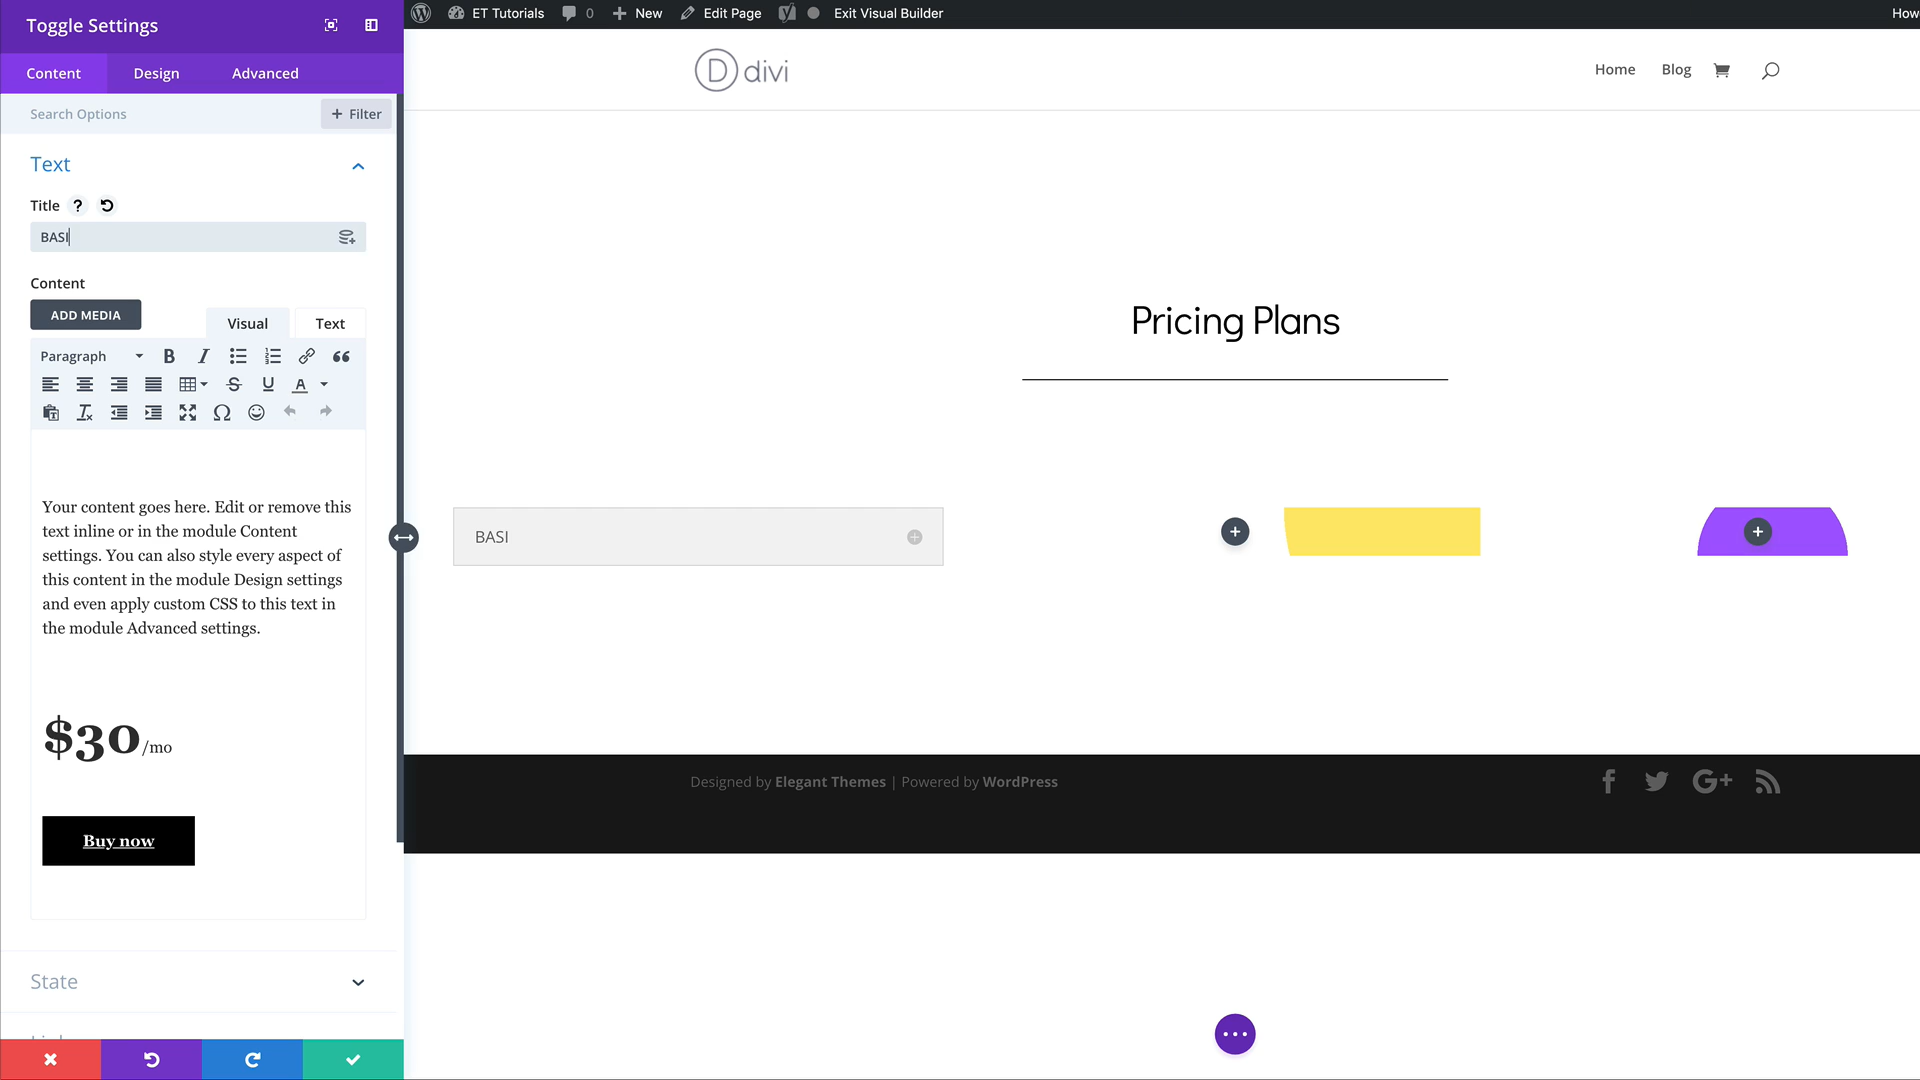 Toggle Settings
Content Design Advanced
Search Options + Filter
Text
Title ?
BASI
Content
ADD MEDIA Visual Text
Paragraph B I
Your content goes here. Edit or remove this
text inline or in the module Content
settings. You can also style every aspect of
this content in the module Design settings
and even apply custom CSS to this text in
the module Advanced settings.
$30/mo
Buy now
State
ET Tutorials 0 + New Edit Page Exit Visual Builder
D divi
Home Blog
Pricing Plans
BASI
Designed by Elegant Themes | Powered by WordPress
G+